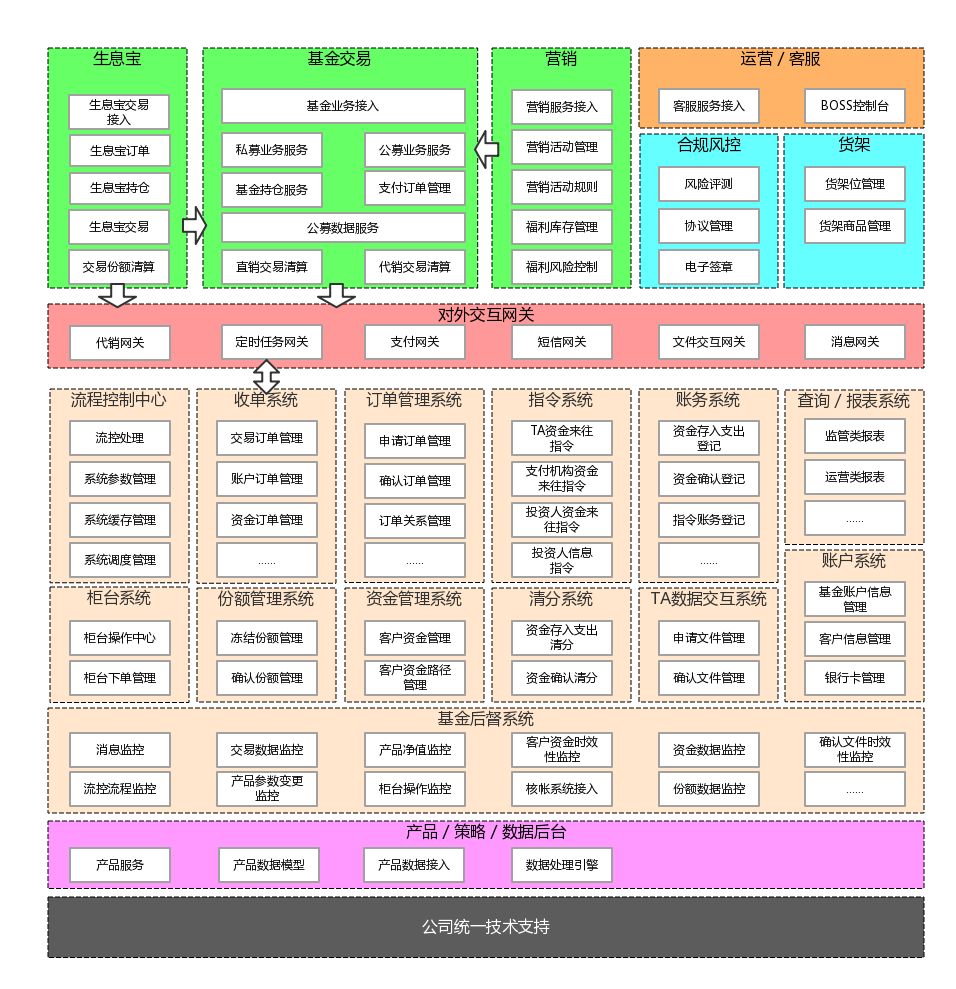 生息宝
生息宝交易
接入
生息宝订单
生息宝持仓
生息宝交易
交易份额清算
基金交易
基金业务接入
私募业务服务
公募业务服务
基金持仓服务
支付订单管理
公募数据服务
直销交易清算
代销交易清算
营销
营销服务接入
营销活动管理
营销活动规则
福利库存管理
福利风险控制
运营 / 客服
客服服务接入
BOSS控制台
合规风控
风险评测
协议管理
电子签章
货架
货架位管理
货架商品管理
对外交互网关
代销网关
定时任务网关
支付网关
短信网关
文件交互网关
消息网关
流程控制中心
流控处理
系统参数管理
系统缓存管理
系统调度管理
收单系统
交易订单管理
账户订单管理
资金订单管理
......
订单管理系统
申请订单管理
确认订单管理
订单关系管理
......
指令系统
TA资金来往
指令
支付机构资金
来往指令
投资人资金来
往指令
投资人信息
指令
账务系统
资金存入支出
登记
资金确认登记
指令账务登记
......
查询 / 报表系统
监管类报表
运营类报表
......
柜台系统
柜台操作中心
柜台下单管理
份额管理系统
冻结份额管理
确认份额管理
资金管理系统
客户资金管理
客户资金路径
管理
清分系统
资金存入支出
清分
资金确认清分
TA数据交互系统
申请文件管理
确认文件管理
账户系统
基金账户信息
管理
客户信息管理
银行卡管理
基金后督系统
消息监控
交易数据监控
产品净值监控
客户资金时效
性监控
资金数据监控
确认文件时效
性监控
流控流程监控
产品参数变更
监控
柜台操作监控
核帐系统接入
份额数据监控
......
产品 / 策略 / 数据后台
产品服务
产品数据模型
产品数据接入
数据处理引擎
公司统一技术支持